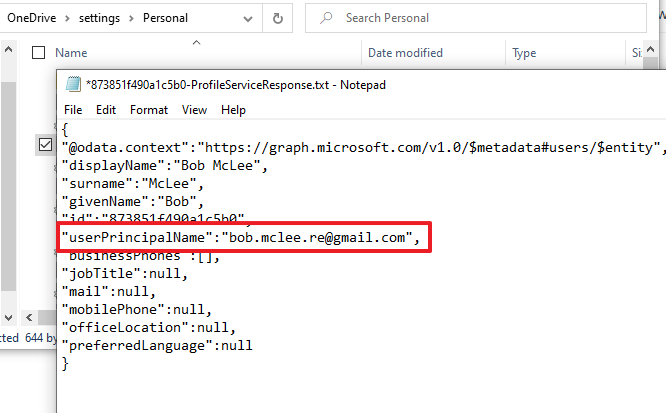 OneDrive > settings > Personal
Search Personal
Name
Date modified
Type
*873851f490a1c5b0-ProfileServiceResponse.txt - Notepad
File Edit Format View Help
{
"@odata.context":"https://graph.microsoft.com/v1.0/$metadata#users/$entity",
"displayName":"Bob McLee",
"surname":"McLee",
"givenName":"Bob",
"id":"873851f490a1c5b0",
"userPrincipalName":"bob.mclee.re@gmail.com",
"businessPhones":[],
"jobTitle":null,
"mail":null,
"mobilePhone":null,
"officeLocation":null,
"preferredLanguage":null
}
644 by